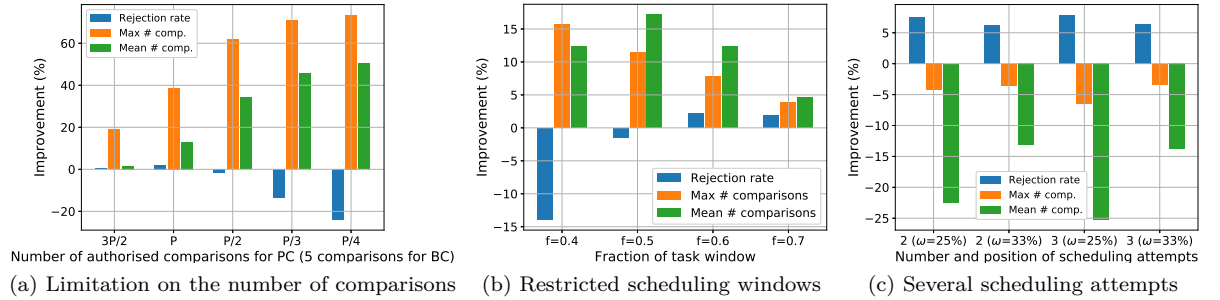 Improvement (%)
60
40
20
0
−20
Rejection rate
Max # comp.
Mean # comp.
3P/2 P P/2 P/3 P/4
Number of authorised comparisons for PC (5 comparisons for BC)
(a) Limitation on the number of comparisons
Improvement (%)
15
10
5
0
−5
−10
−15
Rejection rate
Max # comparisons
Mean # comparisons
f=0.4 f=0.5 f=0.6 f=0.7
Fraction of task window
(b) Restricted scheduling windows
Improvement (%)
5
0
−5
−10
−15
−20
−25
Rejection rate
Max # comp.
Mean # comp.
2 (ω=25%) 2 (ω=33%) 3 (ω=25%) 3 (ω=33%)
Number and position of scheduling attempts
(c) Several scheduling attempts